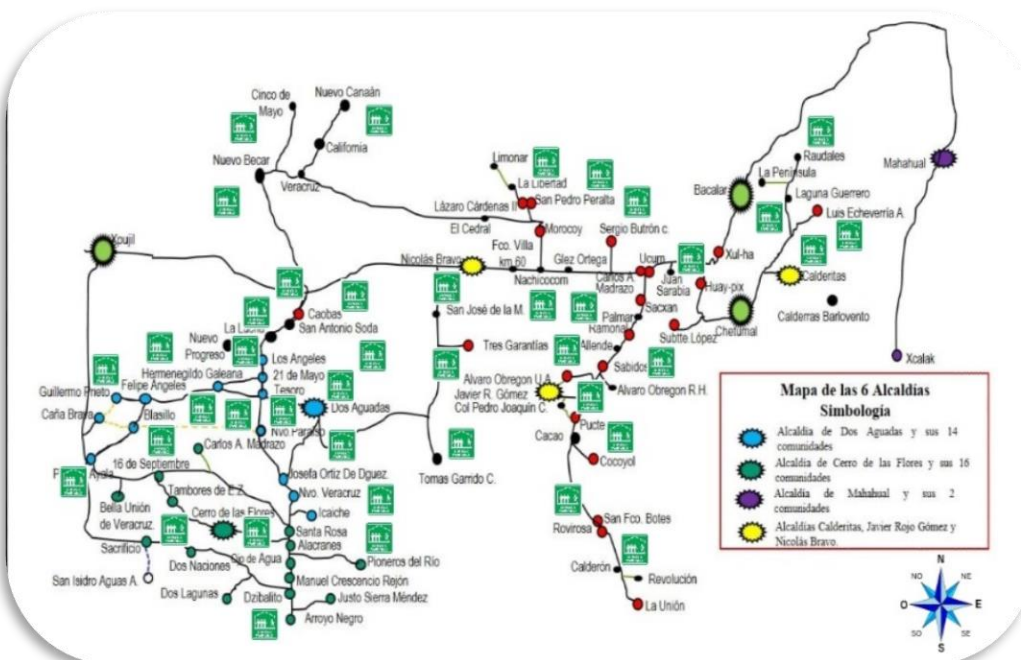 Cinco de
Mayo
Nuevo Canaán
California
Nuevo Becar
Veracruz
Limonar
La Libertad
Lázaro Cárdenas II
San Pedro Peralta
El Cedral
Morocoy
Sergio Butrón c.
Raudales
La Península
Mahahual
Bacalar
Laguna Guerrero
Luis Echeverría A.
Xpujil
Nicolás Bravo
Fco. Villa
km.60
Nachicocom
Glez Ortega
Carlos A.
Madrazo
Ucum
Juan
Sarabia
Xul-ha
Huay-pix
Calderitas
San José de la M.
Sacxan
Palmar
Ramonal
Subtte López
Chetumal
Calderras Barlovento
Caobas
San Antonio Soda
Nuevo
Progreso
Tres Garantías
Allende
Sabidos
Xcalak
Los Angeles
Hermenegildo Galeana
21 de Mayo
Tesoro
Guillermo Prieto
Felipe Ángeles
Caña Brava
Blasillo
Dos Aguadas
Alvaro Obregon U.A.
Javier R. Gómez
Alvaro Obregon R.H.
Col Pedro Joaquín C.
Pucte
Nvo. Paraíso
Carlos A. Madrazo
Cacao
Cocoyol
Ayala
16 de Septiembre
Josefa Ortiz De Dguez.
Tomas Garrido C.
Tambores de E.Z.
Nvo. Veracruz
Bella Unión
de Veracruz
Cerro de las Flores
Icaiche
San Fco. Botes
Rovirosa
Santa Rosa
Sacrificio
Alacranes
Dos Naciones
Ojo de Agua
Pioneros del Río
Calderón
Revolución
San Isidro Aguas A.
Manuel Crescencio Rejón
Dos Lagunas
Dzibalito
Justo Sierra Méndez
La Unión
Arroyo Negro
Mapa de las 6 Alcaldías
Simbología
Alcaldía de Dos Aguadas y sus 14
comunidades
Alcaldía de Cerro de las Flores y sus 16
comunidades
Alcaldía de Mahahual y sus 2
comunidades
Alcaldías Calderitas, Javier Rojo Gómez y
Nicolás Bravo.
N
NO
NE
O
E
SO
SE
S